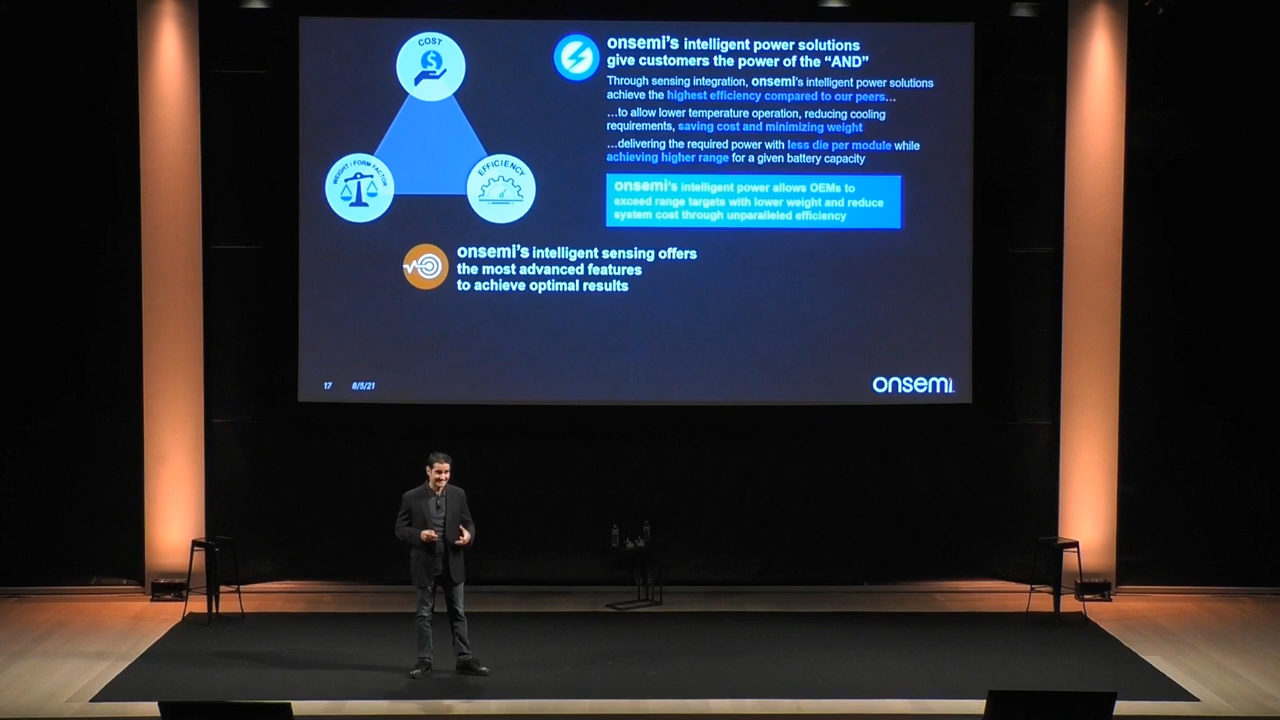 COST
$
WEIGHT / FORM FACTOR
EFFICIENCY
onsemi's intelligent power solutions
give customers the power of the “AND”
Through sensing integration, onsemi's intelligent power solutions
achieve the highest efficiency compared to our peers…
…to allow lower temperature operation, reducing cooling
requirements, saving cost and minimizing weight
…delivering the required power with less die per module while
achieving higher range for a given battery capacity
onsemi's intelligent power allows OEMs to
exceed range targets with lower weight and reduce
system cost through unparalleled efficiency
onsemi's intelligent sensing offers
the most advanced features
to achieve optimal results
17 8/5/21
onsemi